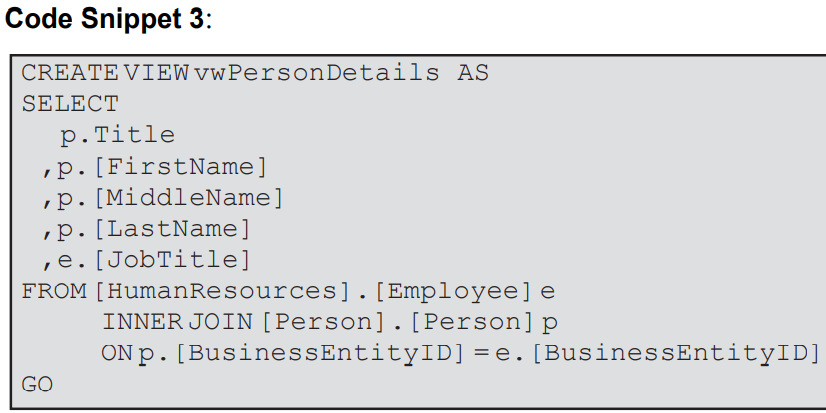 Code Snippet 3:
CREATE VIEW vwPersonDetails AS
SELECT
p.Title
,p.[FirstName]
,p.[MiddleName]
,p.[LastName]
,e.[JobTitle]
FROM [HumanResources].[Employee] e
INNER JOIN [Person].[Person] p
ON p.[BusinessEntityID] = e.[BusinessEntityID]
GO